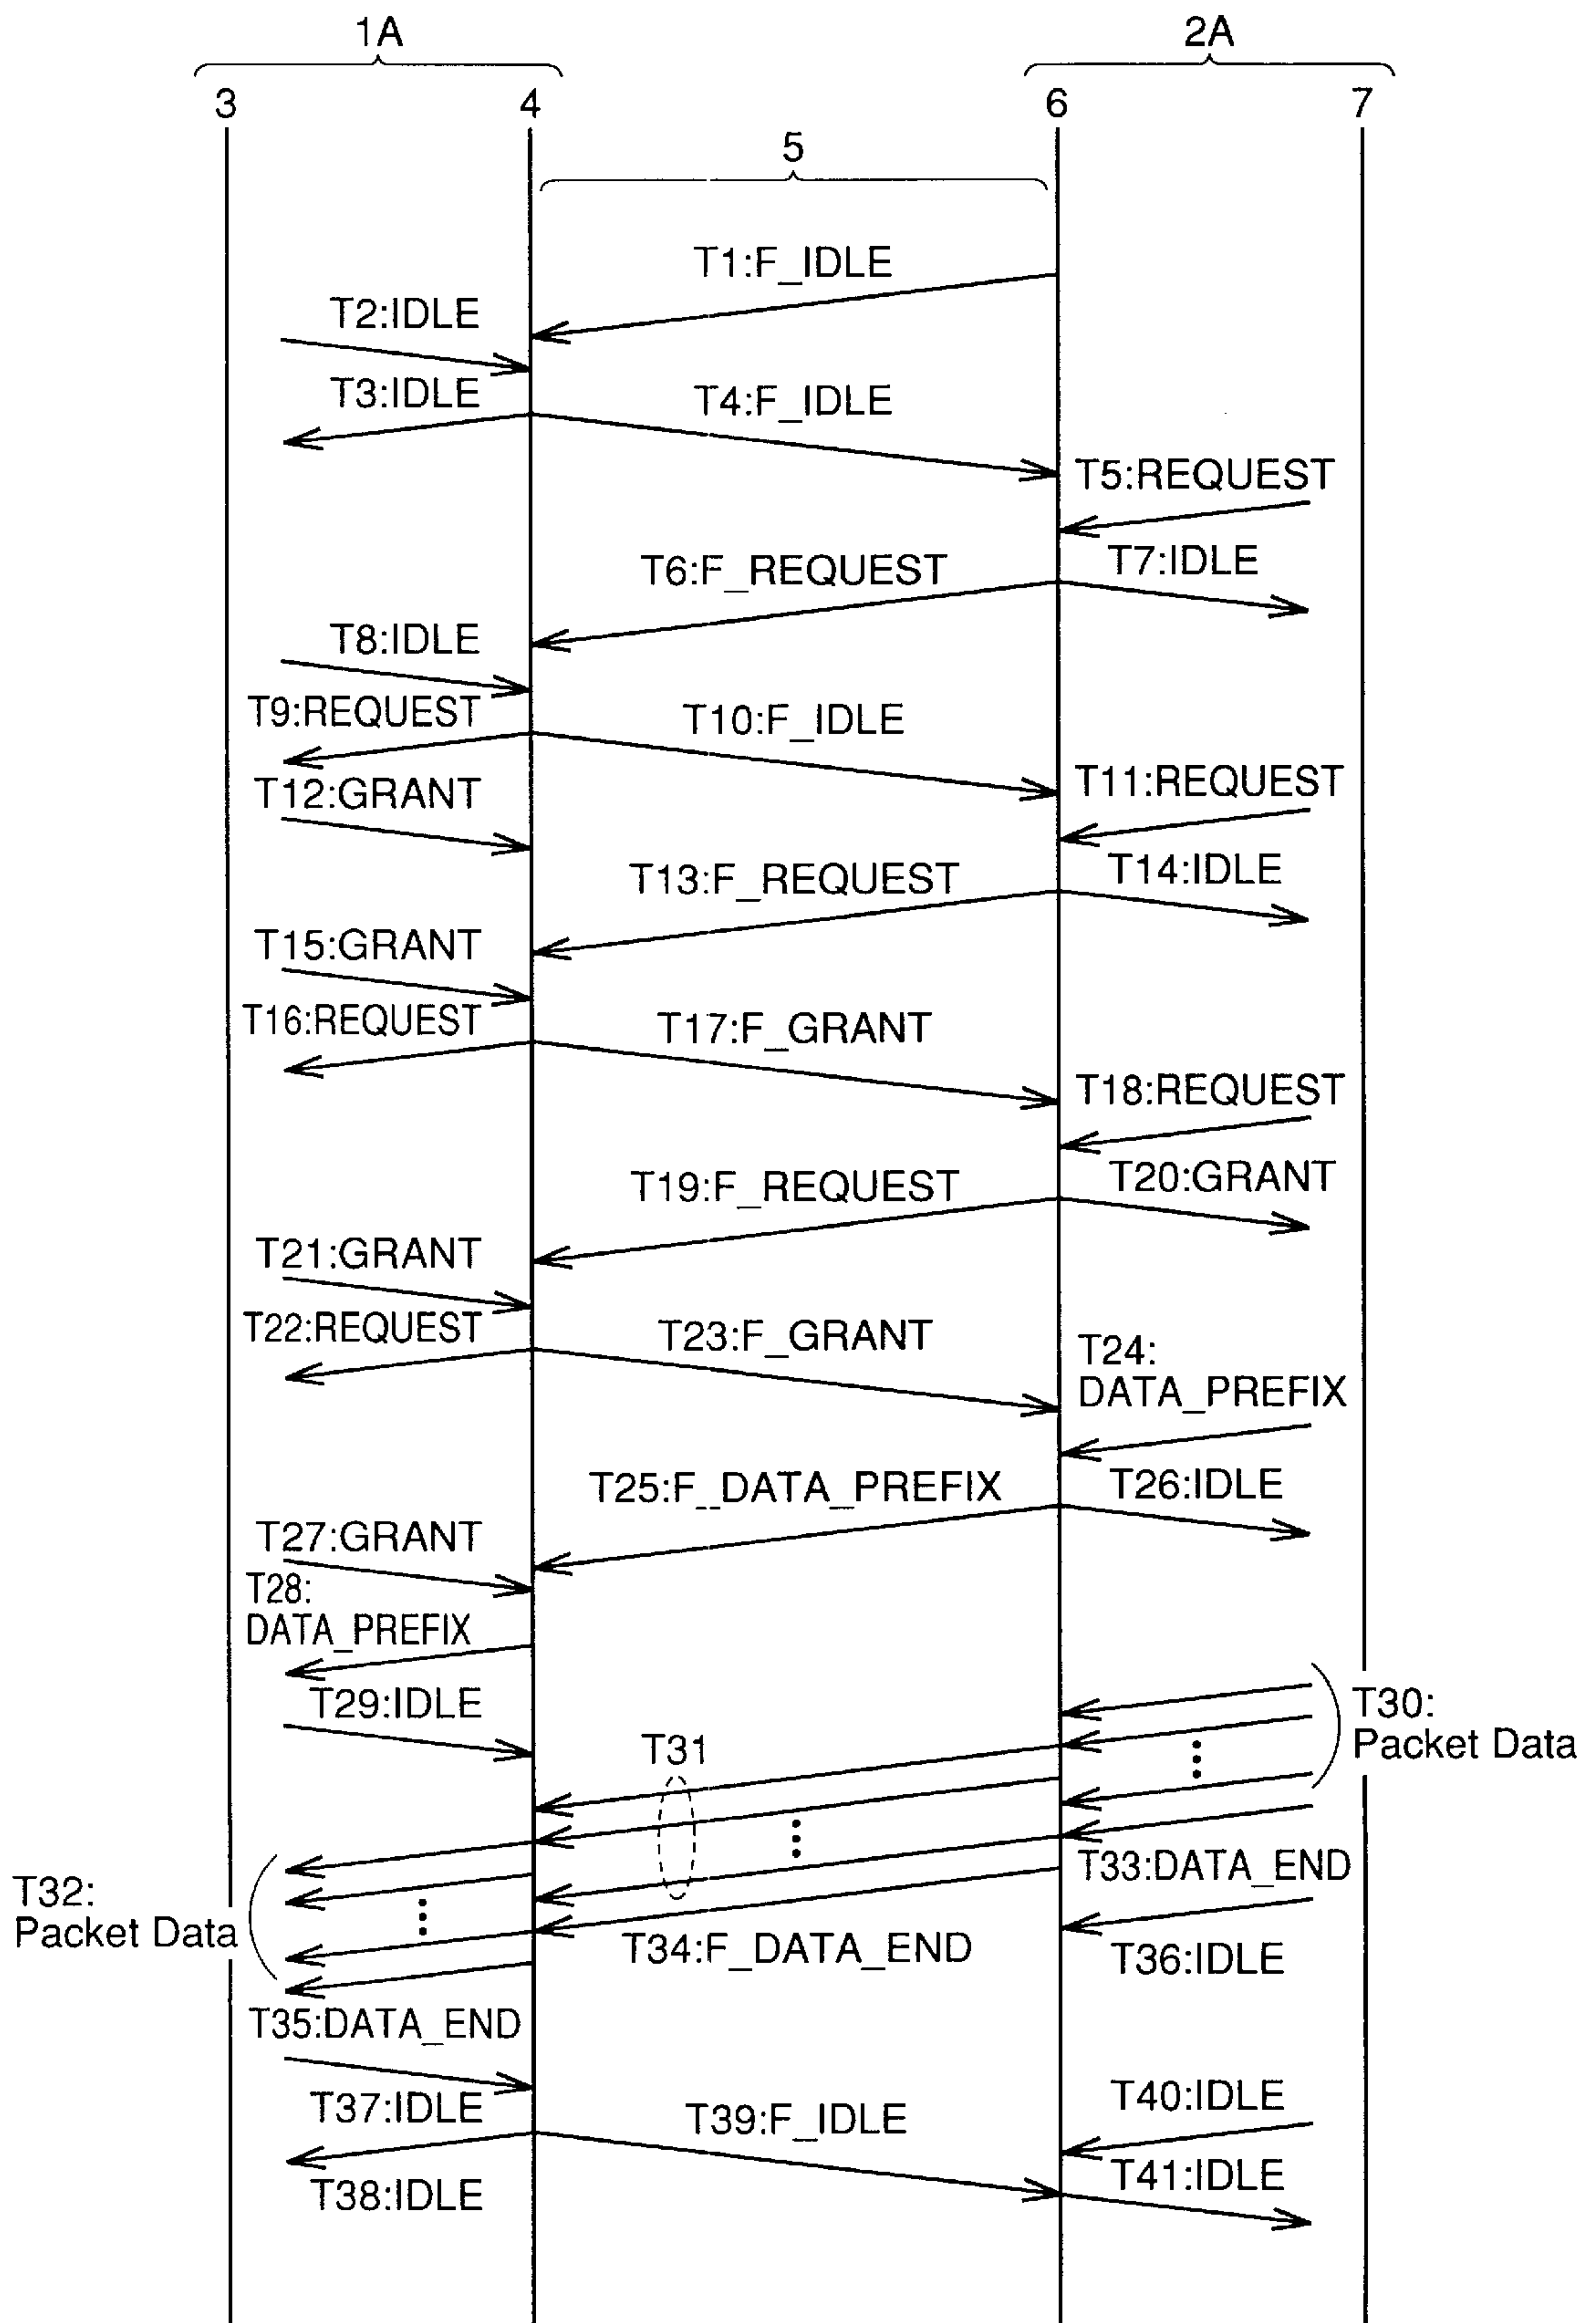 1A
2A
3
4
6
7
5
T1:F_IDLE
T2:IDLE
T3:IDLE
T4:F_IDLE
T5:REQUEST
T6:F_REQUEST
T7:IDLE
T8:IDLE
T9:REQUEST
T10:F_IDLE
T11:REQUEST
T12:GRANT
T13:F_REQUEST
T14:IDLE
T15:GRANT
T16:REQUEST
T17:F_GRANT
T18:REQUEST
T19:F_REQUEST
T20:GRANT
T21:GRANT
T22:REQUEST
T23:F_GRANT
T24:
DATA_PREFIX
T25:F_DATA_PREFIX
T26:IDLE
T27:GRANT
T28:
DATA_PREFIX
T29:IDLE
T30:
Packet Data
T31
T32:
Packet Data
T33:DATA_END
T34:F_DATA_END
T36:IDLE
T35:DATA_END
T37:IDLE
T39:F_IDLE
T40:IDLE
T38:IDLE
T41:IDLE